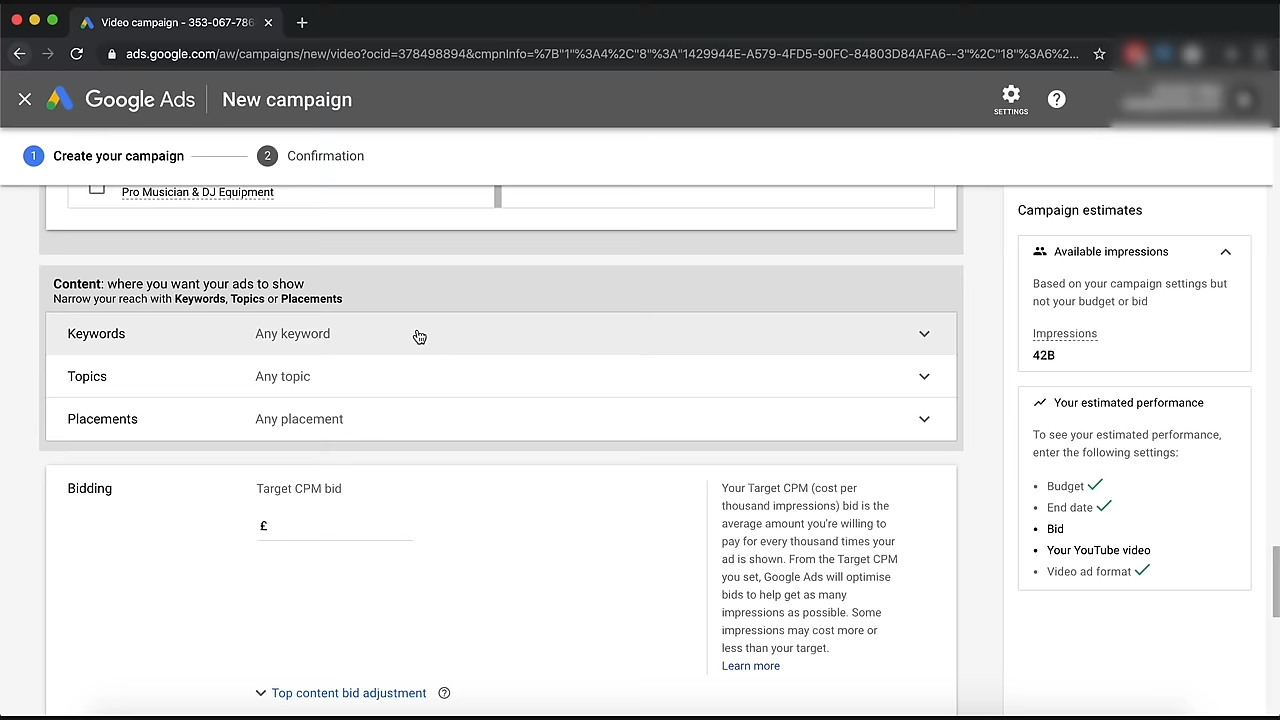 Video campaign - 353-067-786
ads.google.com/aw/campaigns/new/video?ocid=378498894&cmpnInfo=%7B"1"%3A4%2C"8"%3A"1429944E-A579-4FD5-90FC-84803D84AFA6--3"%2C"18"%3A6%2...
Google Ads
New campaign
SETTINGS
1 Create your campaign
2 Confirmation
Pro Musician & DJ Equipment
Content: where you want your ads to show
Narrow your reach with Keywords, Topics or Placements
Keywords Any keyword
Topics Any topic
Placements Any placement
Bidding
Target CPM bid
£
Your Target CPM (cost per
thousand impressions) bid is the
average amount you're willing to
pay for every thousand times your
ad is shown. From the Target CPM
you set, Google Ads will optimise
bids to help get as many
impressions as possible. Some
impressions may cost more or
less than your target.
Learn more
Top content bid adjustment
Campaign estimates
Available impressions
Based on your campaign settings but
not your budget or bid
Impressions
42B
Your estimated performance
To see your estimated performance,
enter the following settings:
• Budget
• End date
• Bid
• Your YouTube video
• Video ad format